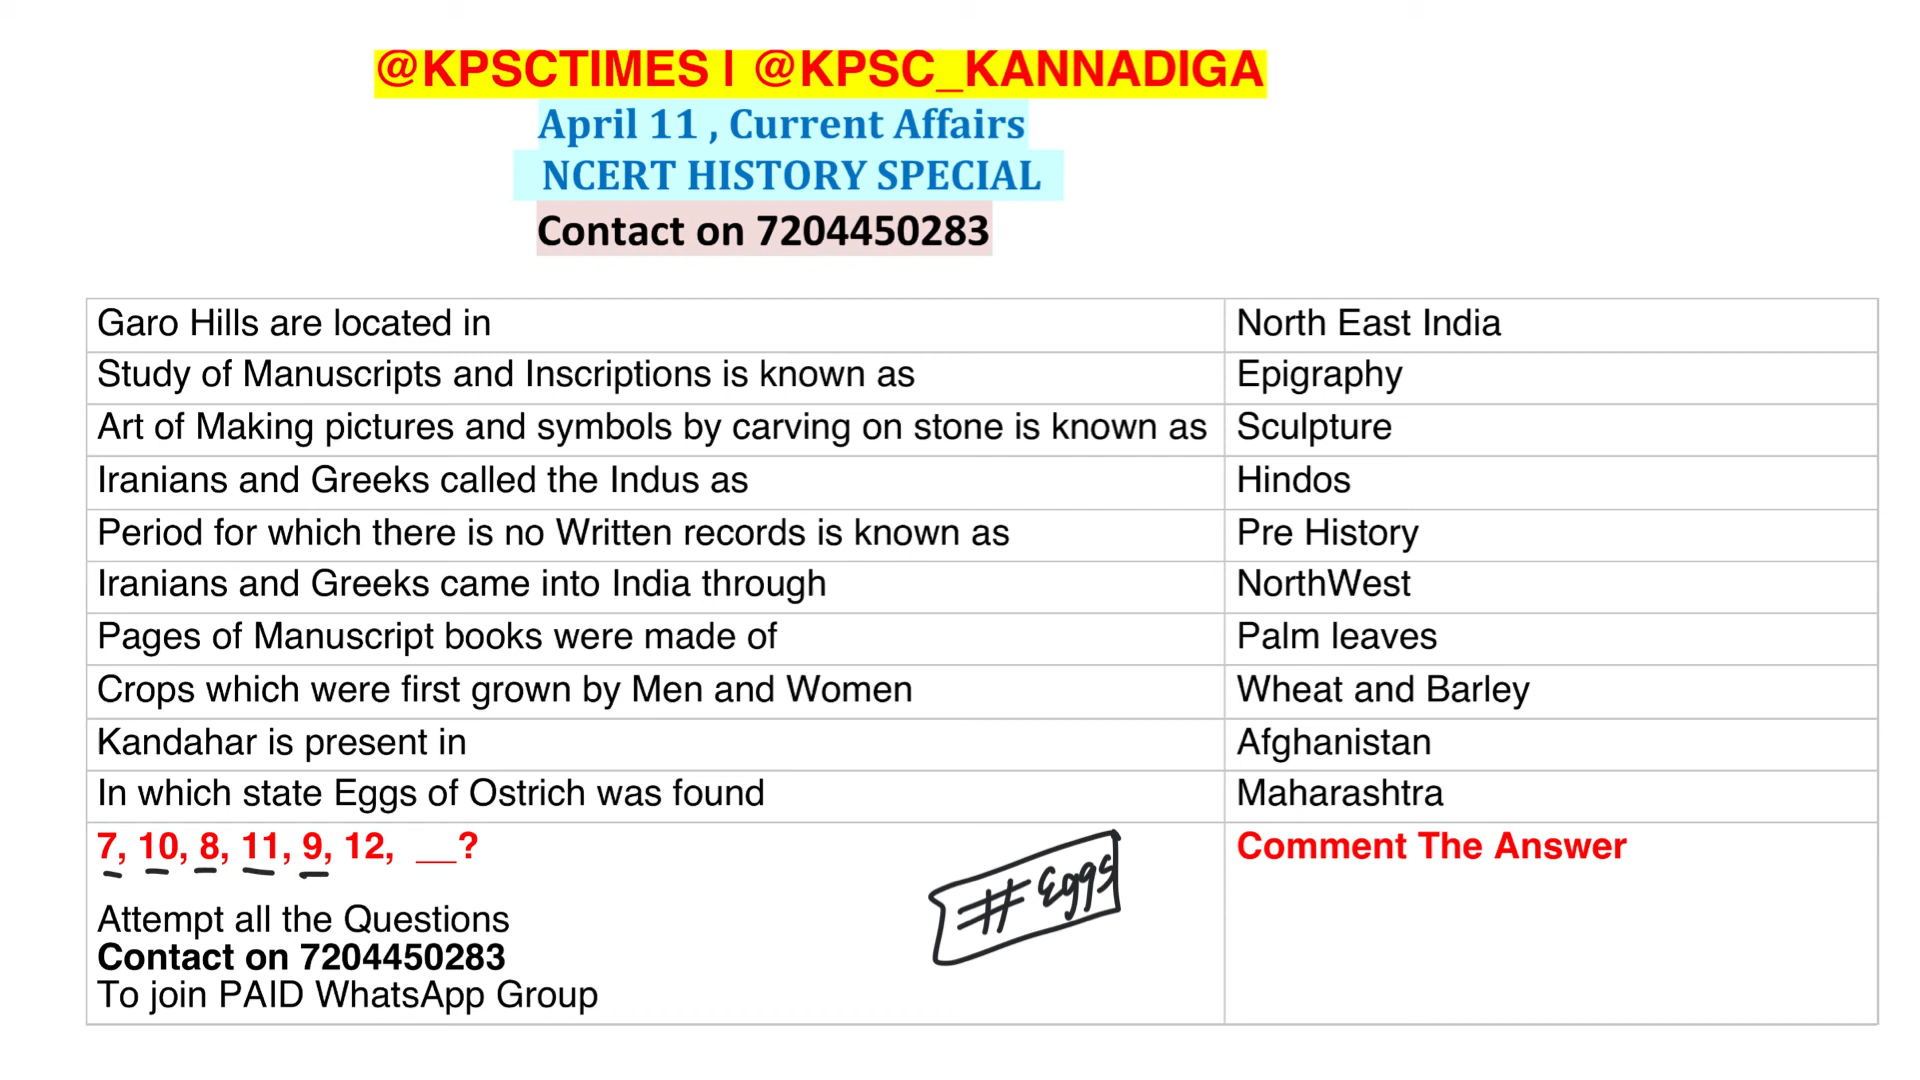 @KPSCTIMES | @KPSC_KANNADIGA
April 11 , Current Affairs
NCERT HISTORY SPECIAL
Contact on 7204450283
Garo Hills are located in North East India
Study of Manuscripts and Inscriptions is known as Epigraphy
Art of Making pictures and symbols by carving on stone is known as Sculpture
Iranians and Greeks called the Indus as Hindos
Period for which there is no Written records is known as Pre History
Iranians and Greeks came into India through NorthWest
Pages of Manuscript books were made of Palm leaves
Crops which were first grown by Men and Women Wheat and Barley
Kandahar is present in Afghanistan
In which state Eggs of Ostrich was found Maharashtra
7, 10, 8, 11, 9, 12, __? Comment The Answer
# Eggs
Attempt all the Questions
Contact on 7204450283
To join PAID WhatsApp Group